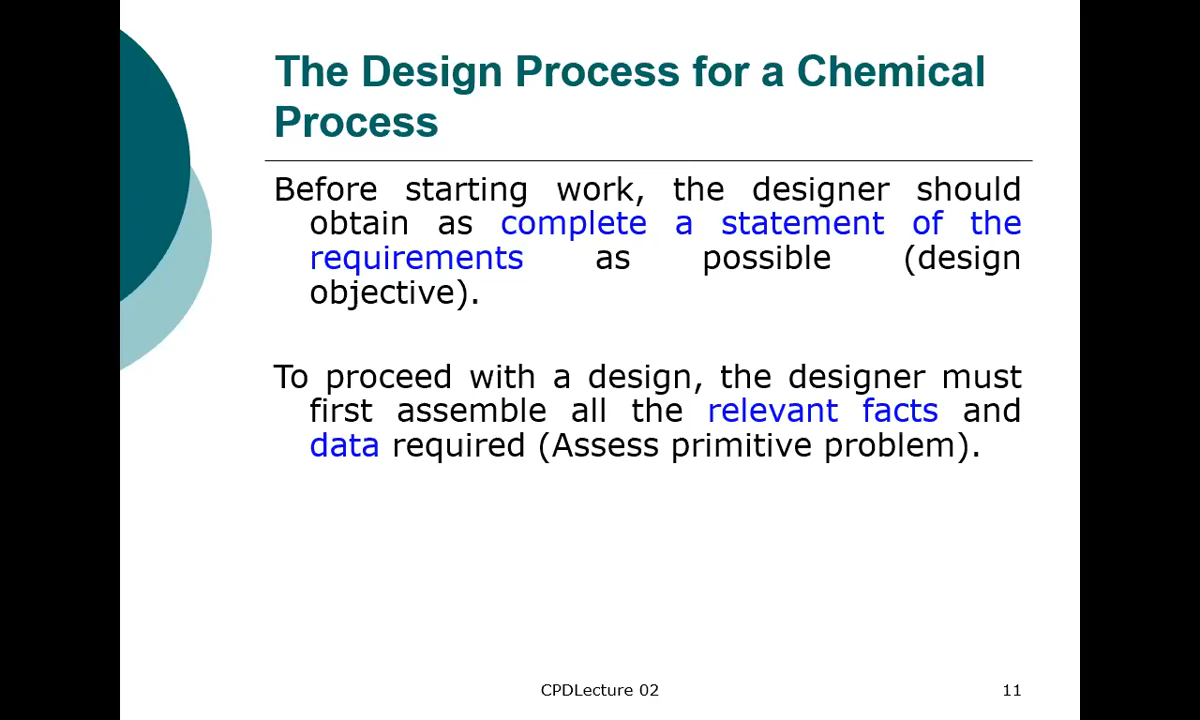 The Design Process for a Chemical
Process
Before starting work, the designer should
obtain as complete a statement of the
requirements as possible (design
objective).
To proceed with a design, the designer must
first assemble all the relevant facts and
data required (Assess primitive problem).
CPDLecture 02
11